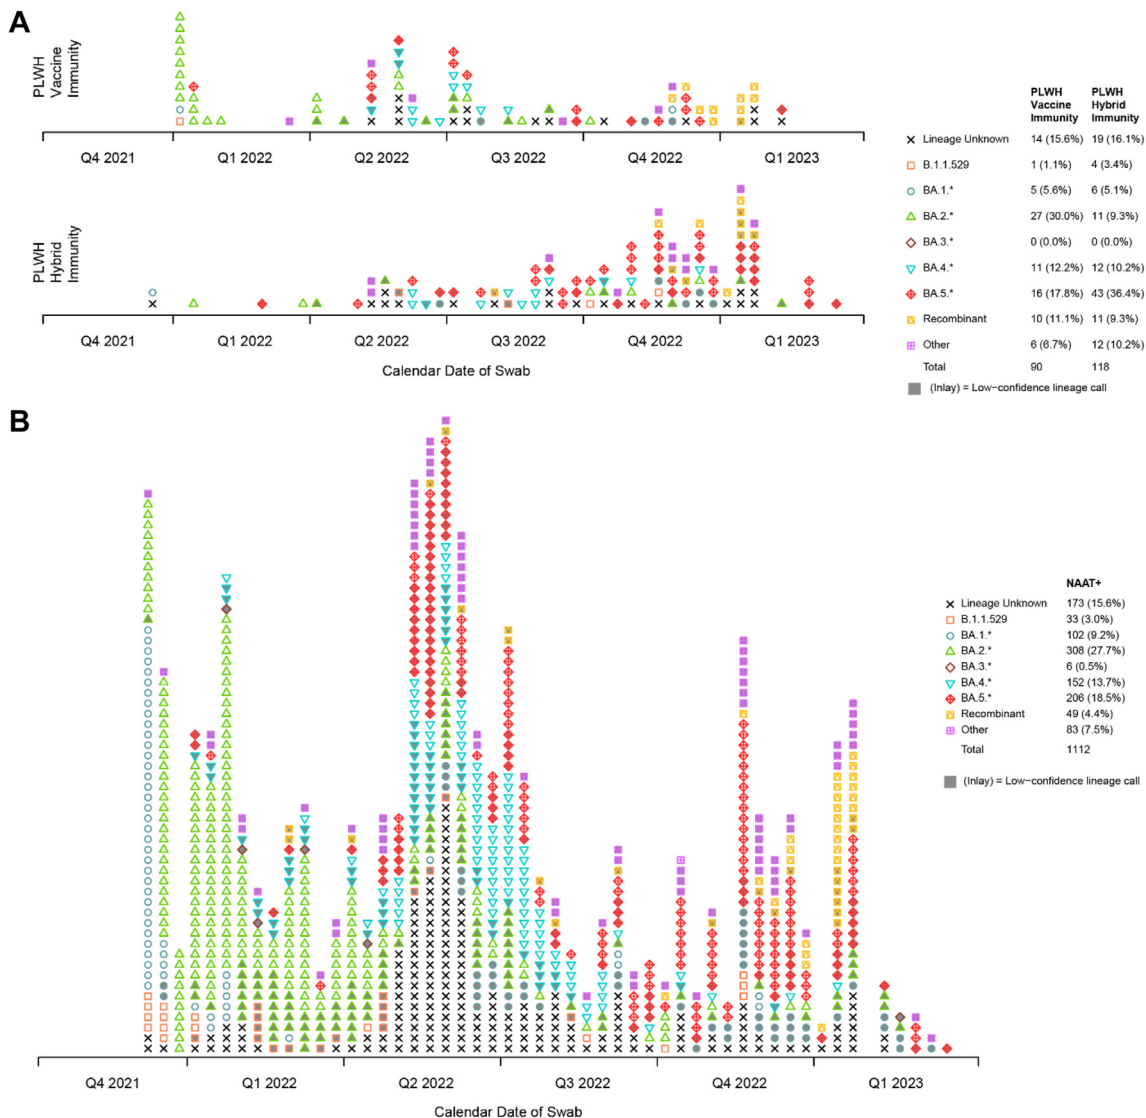 A
PLWH
Vaccine
Immunity
Q4 2021 Q1 2022 Q2 2022 Q3 2022 Q4 2022 Q1 2023
PLWH
Hybrid
Immunity
Q4 2021 Q1 2022 Q2 2022 Q3 2022 Q4 2022 Q1 2023
Calendar Date of Swab
PLWH PLWH
Vaccine Hybrid
Immunity Immunity
Lineage Unknown 14 (15.6%) 19 (16.1%)
B.1.1.529 1 (1.1%) 4 (3.4%)
BA.1.* 5 (5.6%) 6 (5.1%)
BA.2.* 27 (30.0%) 11 (9.3%)
BA.3.* 0 (0.0%) 0 (0.0%)
BA.4.* 11 (12.2%) 12 (10.2%)
BA.5.* 16 (17.8%) 43 (36.4%)
Recombinant 10 (11.1%) 11 (9.3%)
Other 6 (6.7%) 12 (10.2%)
Total 90 118
(Inlay) = Low−confidence lineage call
B
NAAT+
Lineage Unknown 173 (15.6%)
B.1.1.529 33 (3.0%)
BA.1.* 102 (9.2%)
BA.2.* 308 (27.7%)
BA.3.* 6 (0.5%)
BA.4.* 152 (13.7%)
BA.5.* 206 (18.5%)
Recombinant 49 (4.4%)
Other 83 (7.5%)
Total 1112
(Inlay) = Low−confidence lineage call
Q4 2021 Q1 2022 Q2 2022 Q3 2022 Q4 2022 Q1 2023
Calendar Date of Swab